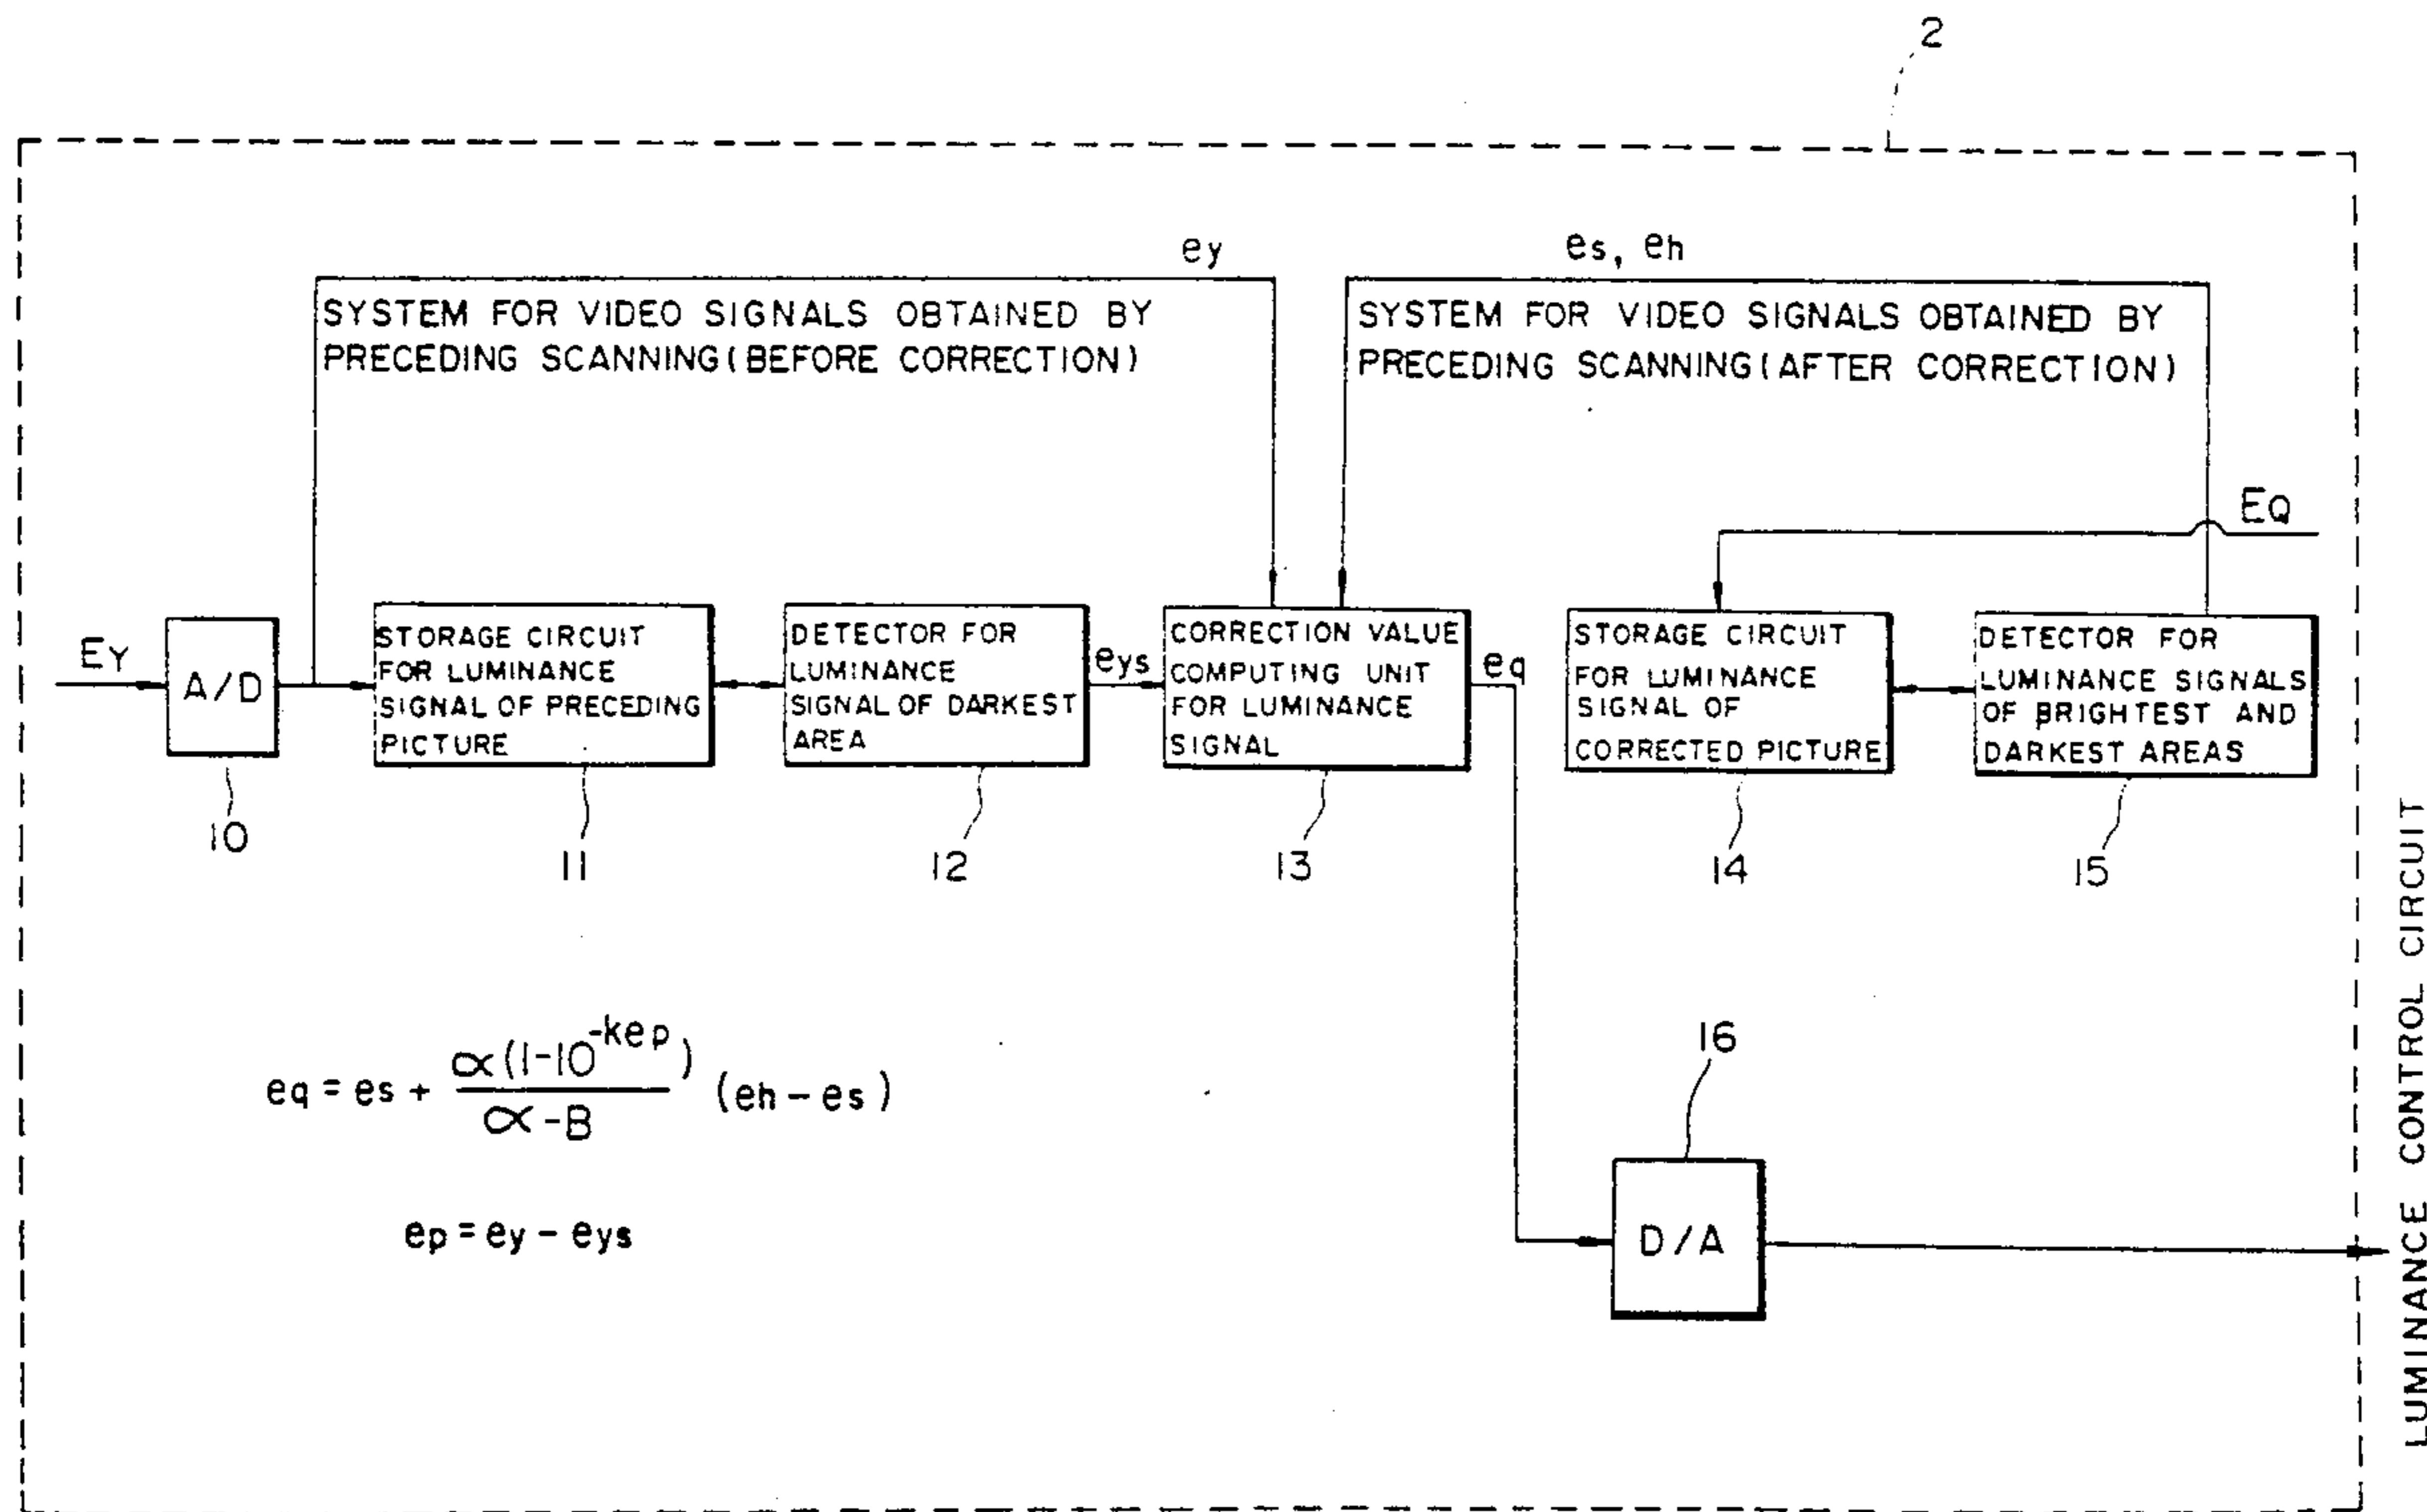 2
ey
es, eh
SYSTEM FOR VIDEO SIGNALS OBTAINED BY
PRECEDING SCANNING(BEFORE CORRECTION)
SYSTEM FOR VIDEO SIGNALS OBTAINED BY
PRECEDING SCANNING(AFTER CORRECTION)
EQ
EY
A/D
STORAGE CIRCUIT
FOR LUMINANCE
SIGNAL OF PRECEDING
PICTURE
DETECTOR FOR
LUMINANCE
SIGNAL OF DARKEST
AREA
eys
CORRECTION VALUE
COMPUTING UNIT
FOR LUMINANCE
SIGNAL
eq
STORAGE CIRCUIT
FOR LUMINANCE
SIGNAL OF
CORRECTED PICTURE
DETECTOR FOR
LUMINANCE SIGNALS
OF BRIGHTEST AND
DARKEST AREAS
10
11
12
13
14
15
eq = es + α(1-10^-kep) / α-B (eh - es)
ep = ey - eys
16
D/A
LUMINANCE CONTROL CIRCUIT